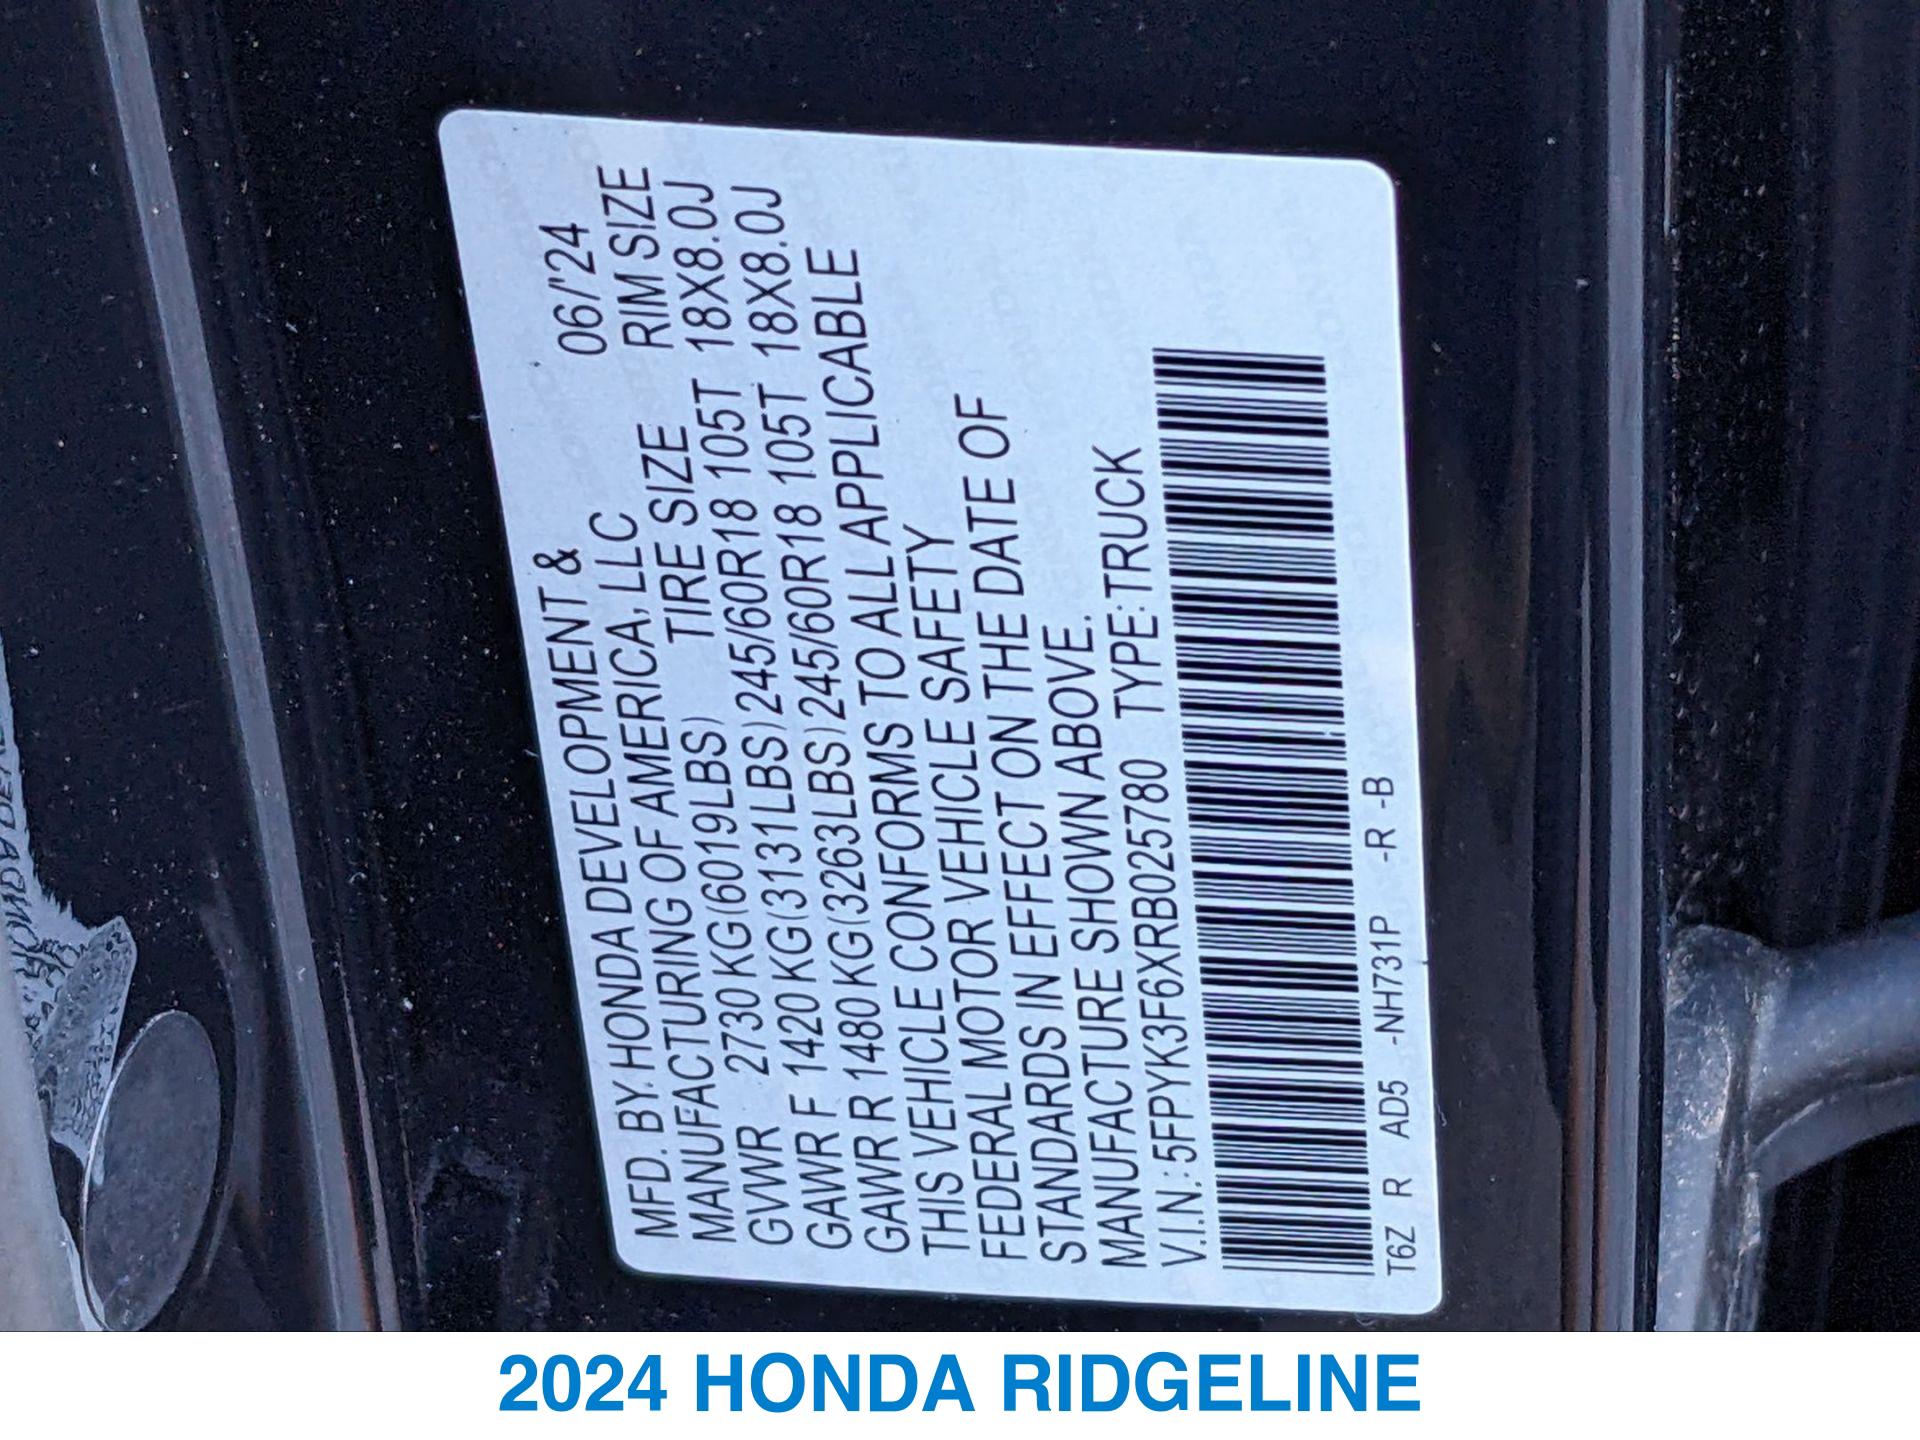 MFD. BY. HONDA DEVELOPMENT & 06/'24
MANUFACTURING OF AMERICA, LLC RIM SIZE
GVWR 2730 KG (6019LBS) TIRE SIZE
GAWR F 1420 KG (3131LBS) 245/60R18 105T 18X8.0J
GAWR R 1480 KG (3263LBS) 245/60R18 105T 18X8.0J
THIS VEHICLE CONFORMS TO ALL APPLICABLE
FEDERAL MOTOR VEHICLE SAFETY
STANDARDS IN EFFECT ON THE DATE OF
MANUFACTURE SHOWN ABOVE.
V.I.N.: 5FPYK3F6XRB025780 TYPE: TRUCK
T6Z R AD5 -NH731P -R -B
2024 HONDA RIDGELINE